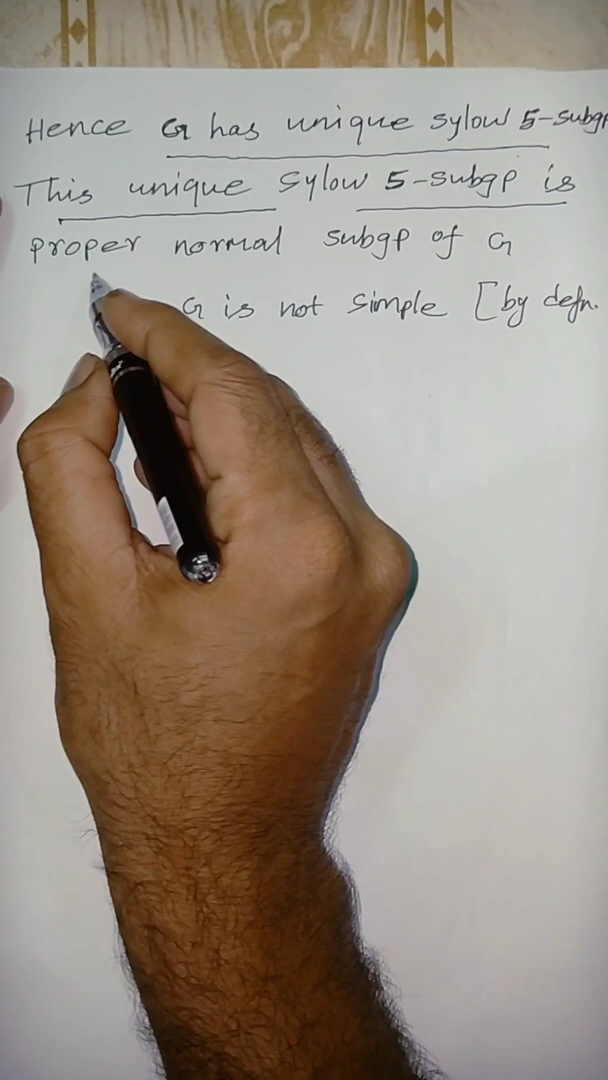 Hence G has unique sylow 5-subgp
This unique sylow 5-subgp is
proper normal subgp of G
G is not simple [by defn.